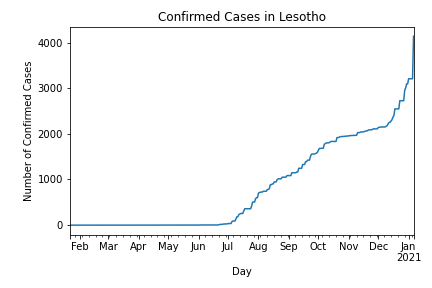 Confirmed Cases in Lesotho
Number of Confirmed Cases
4000
3000
2000
1000
0
Feb Mar Apr May Jun Jul Aug Sep Oct Nov Dec Jan
2021
Day